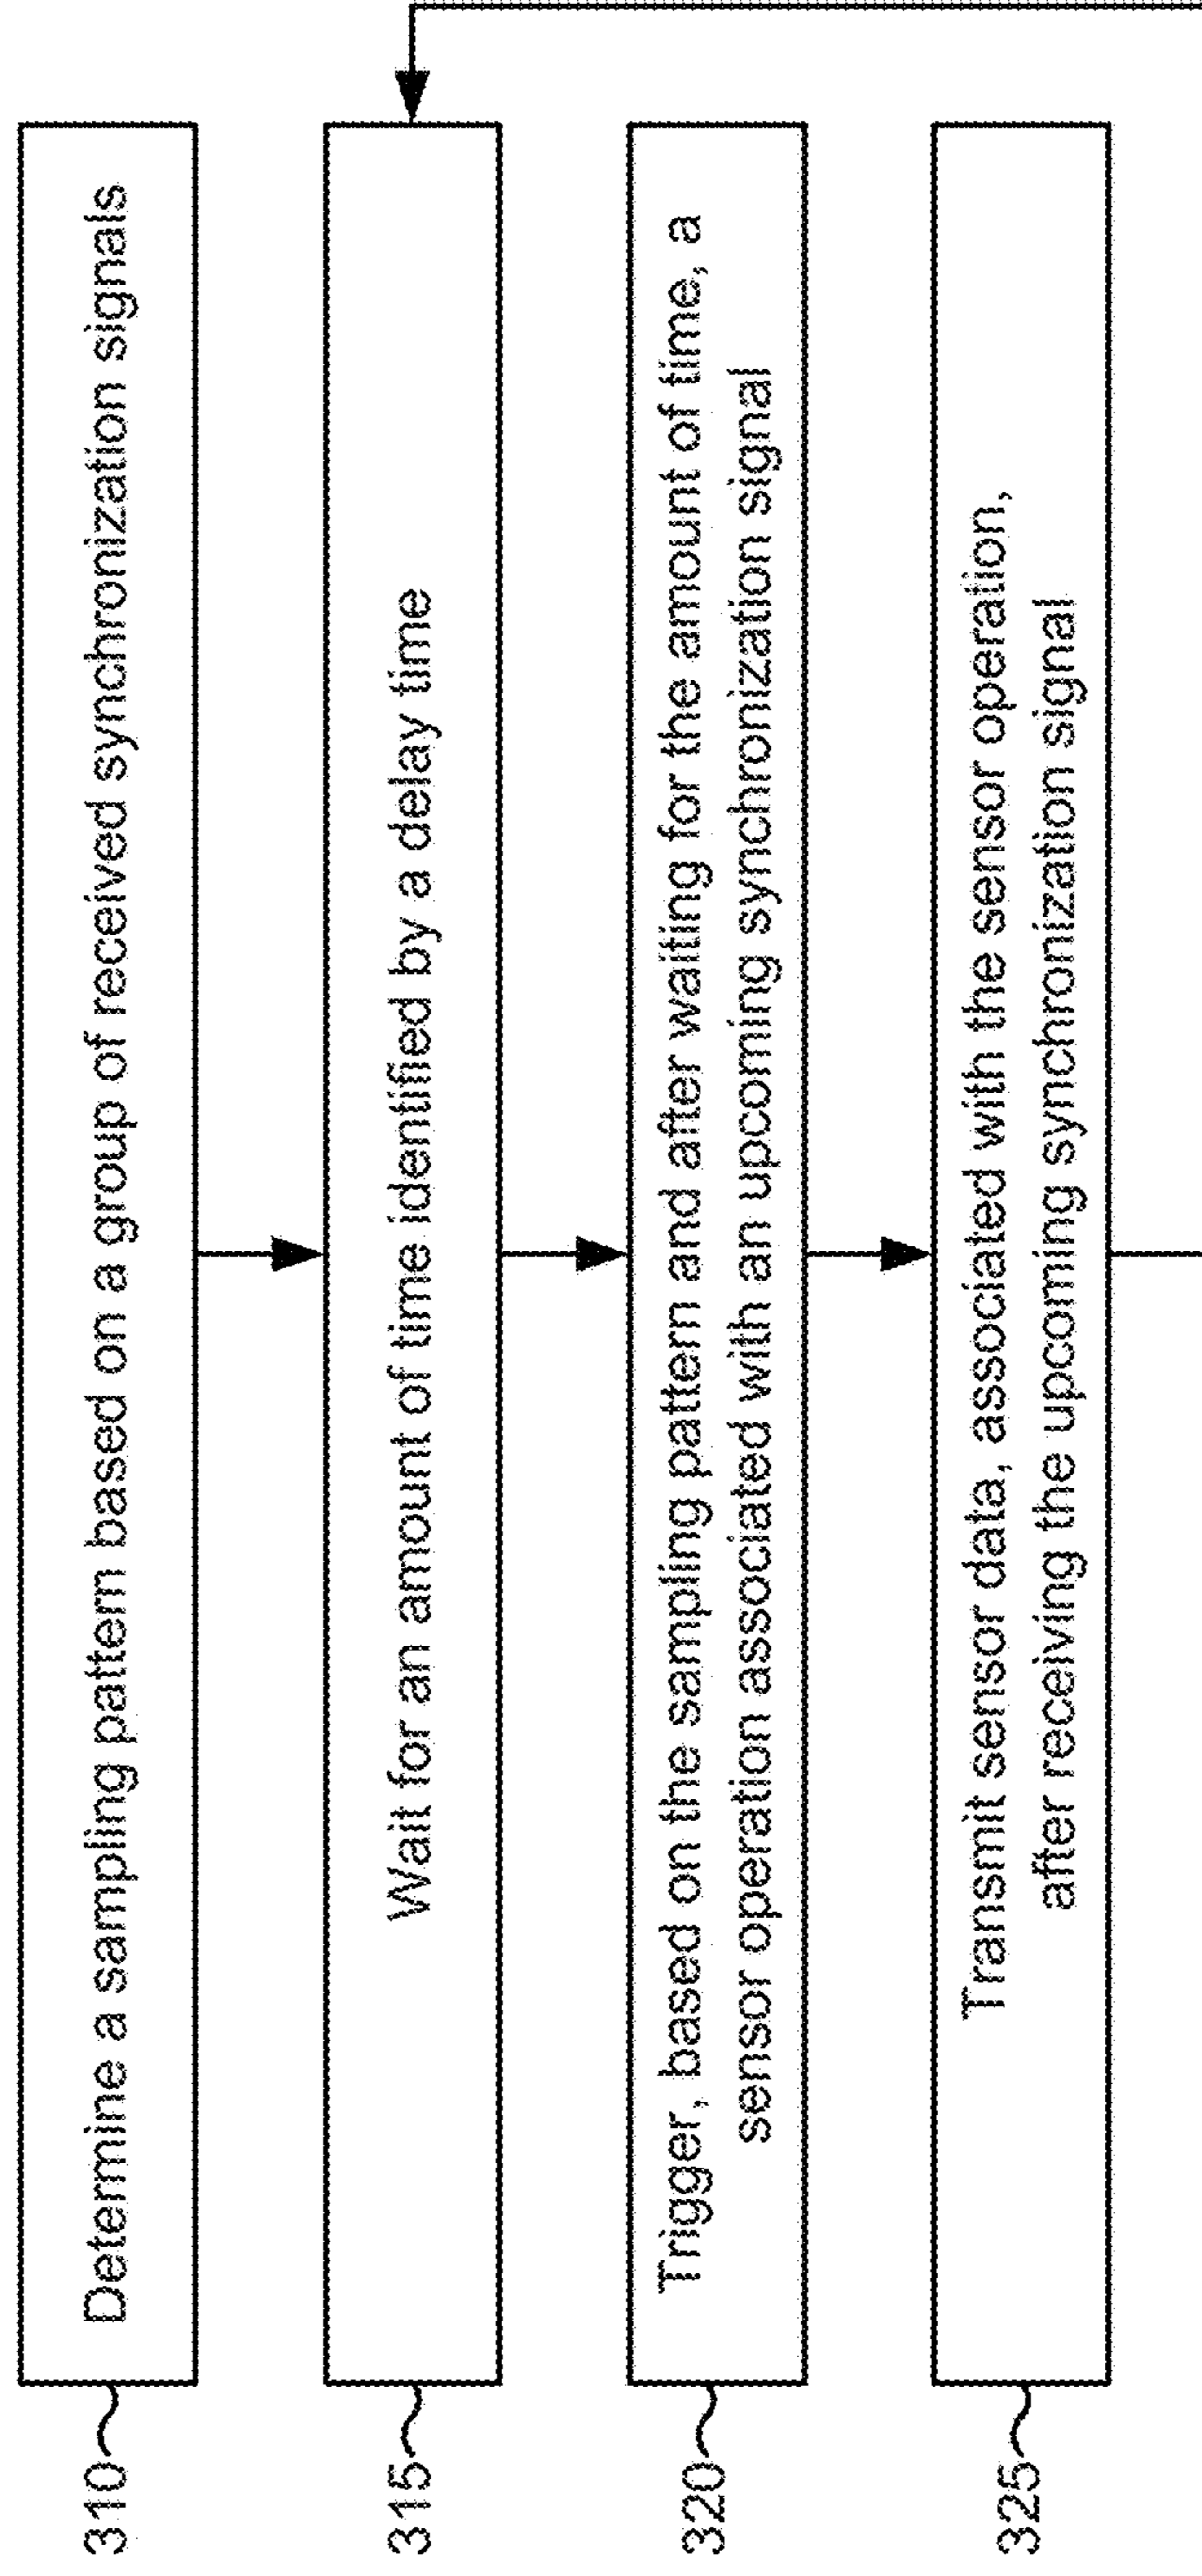 310
Determine a sampling pattern based on a group of received synchronization signals
315
Wait for an amount of time identified by a delay time
320
Trigger, based on the sampling pattern and after waiting for the amount of time, a
sensor operation associated with an upcoming synchronization signal
325
Transmit sensor data, associated with the sensor operation,
after receiving the upcoming synchronization signal